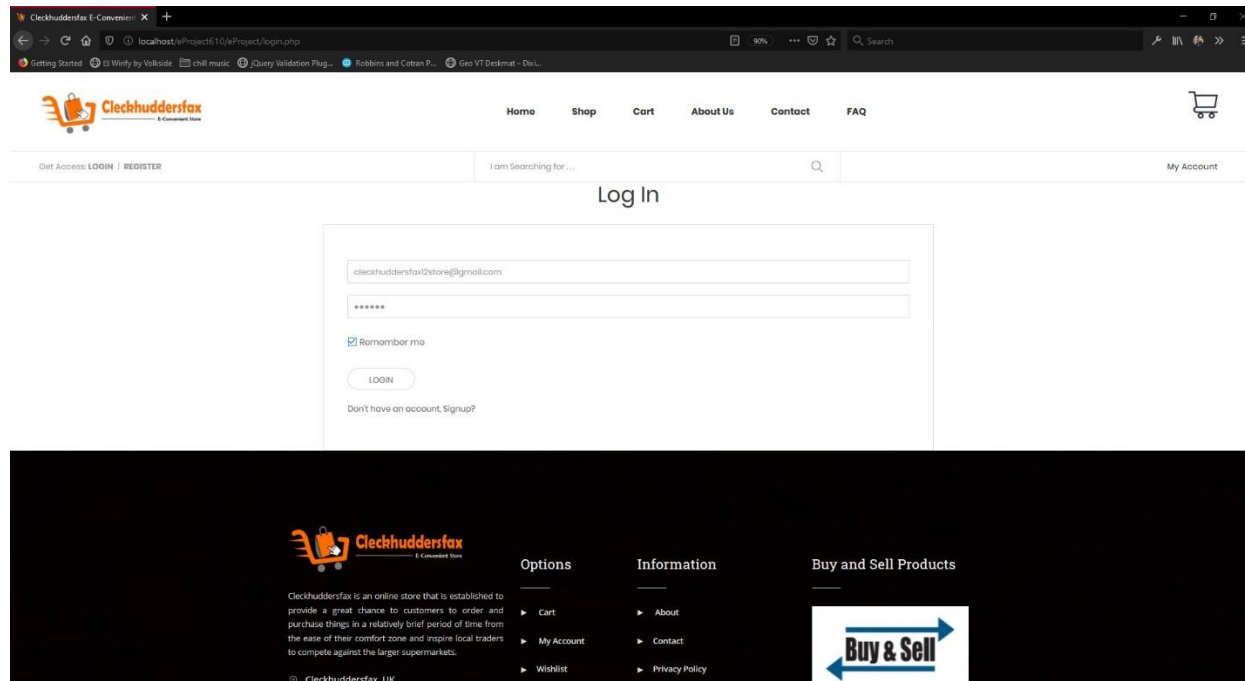 Cleckhuddersfax E-Convenient
localhost/eProject610/eProject/login.php
90%
Search
Getting Started
Wirify by Volkside
chill music
jQuery Validation Plug...
Robbins and Cotran P...
Geo VT Deskmat – Divi...
Cleckhuddersfax
E-Convenient Store
Home Shop Cart About Us Contact FAQ
Get Access: LOGIN | REGISTER
I am Searching for ...
My Account
Log In
cleckhuddersfax12store@gmail.com
••••••
Remember me
LOGIN
Don't have an account, Signup?
Cleckhuddersfax
E-Convenient Store
Cleckhuddersfax is an online store that is established to
provide a great chance to customers to order and
purchase things in a relatively brief period of time from
the ease of their comfort zone and inspire local traders
to compete against the larger supermarkets.
Cleckhuddersfax, UK
Options
Cart
My Account
Wishlist
Information
About
Contact
Privacy Policy
Buy and Sell Products
Buy & Sell